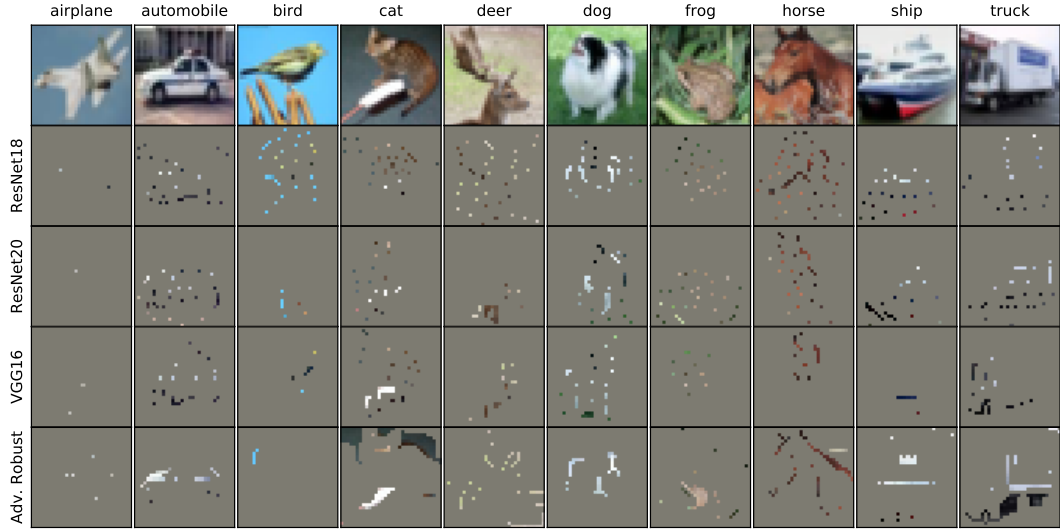 airplane automobile bird cat deer dog frog horse ship truck
ResNet18
ResNet20
VGG16
Adv. Robust